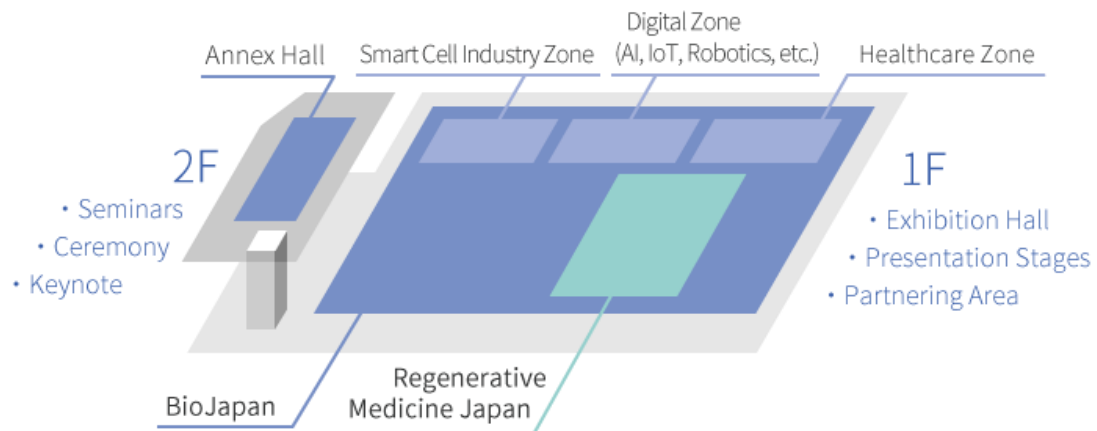 Annex Hall
Smart Cell Industry Zone
Digital Zone
(AI, IoT, Robotics, etc.)
Healthcare Zone
2F
・Seminars
・Ceremony
・Keynote
1F
・Exhibition Hall
・Presentation Stages
・Partnering Area
BioJapan
Regenerative
Medicine Japan